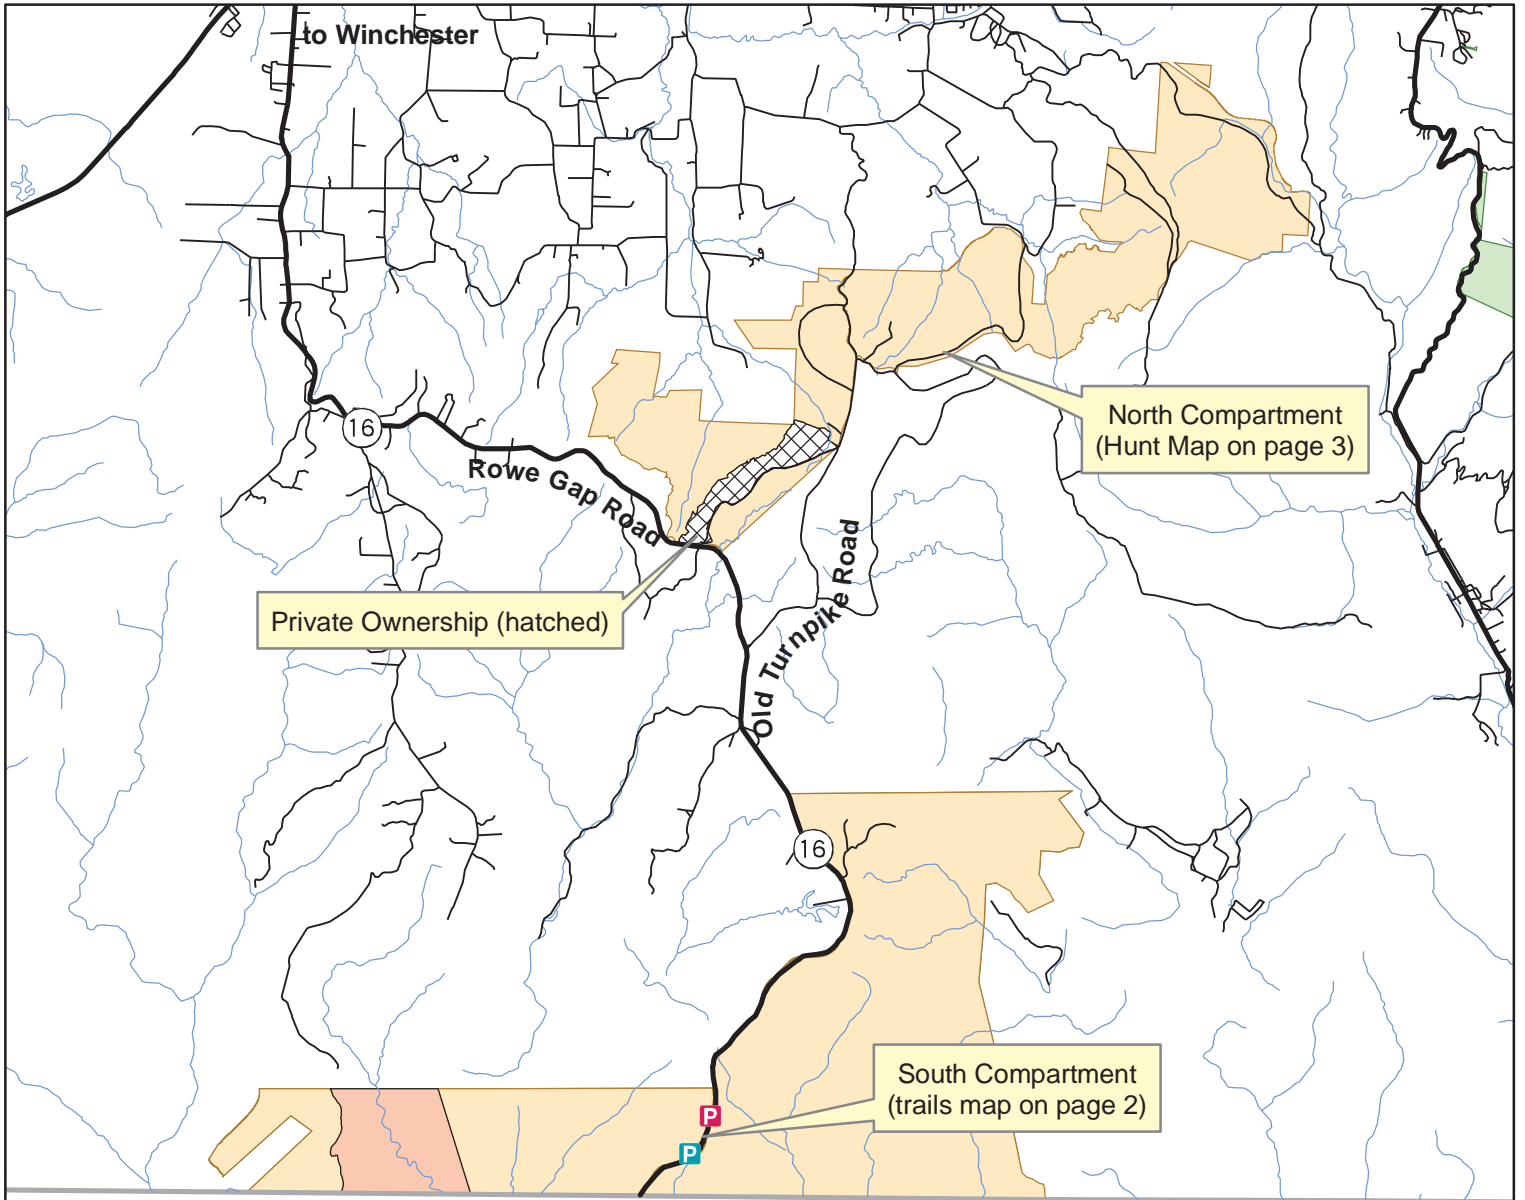 to Winchester
16
Rowe Gap Road
North Compartment
(Hunt Map on page 3)
Private Ownership (hatched)
Old Turnpike Road
16
South Compartment
(trails map on page 2)
P
P